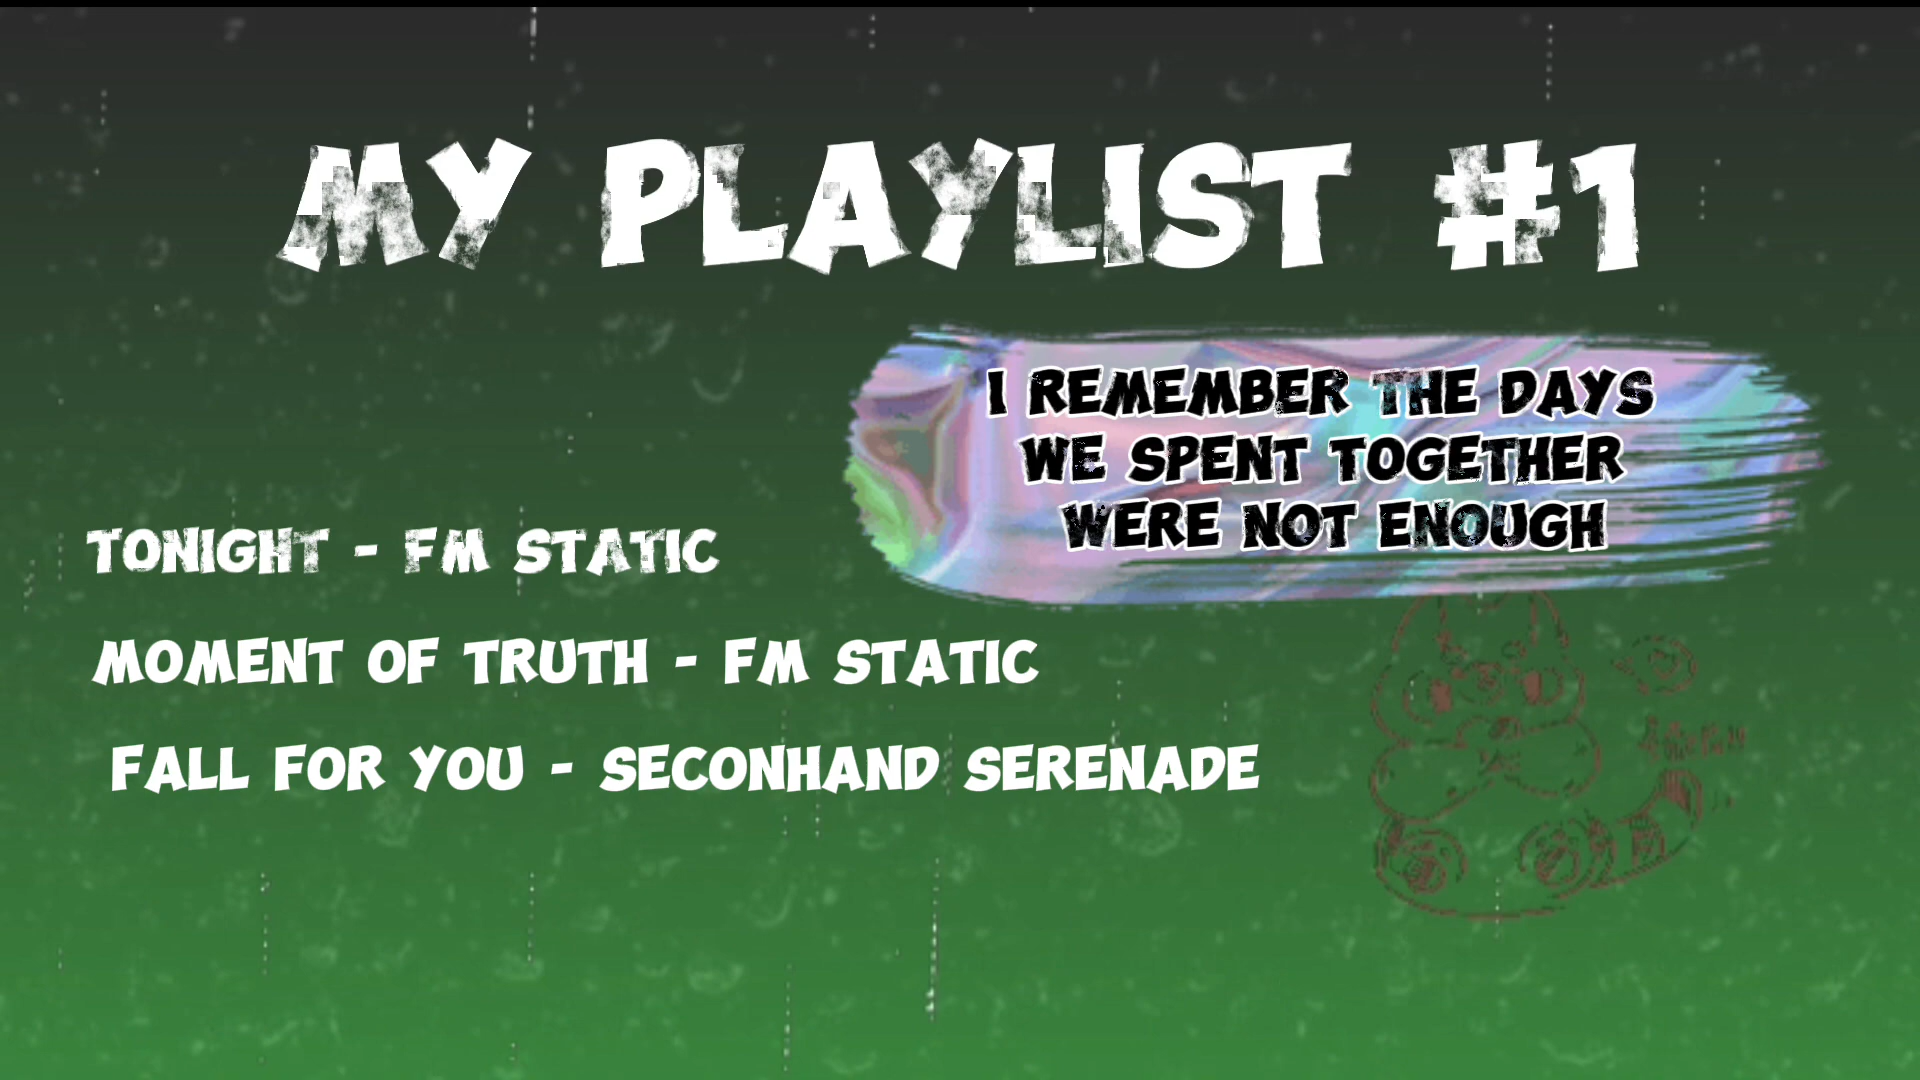 MY PLAYLIST #1
I REMEMBER THE DAYS
WE SPENT TOGETHER
WERE NOT ENOUGH
TONIGHT - FM STATIC
MOMENT OF TRUTH - FM STATIC
FALL FOR YOU - SECONHAND SERENADE